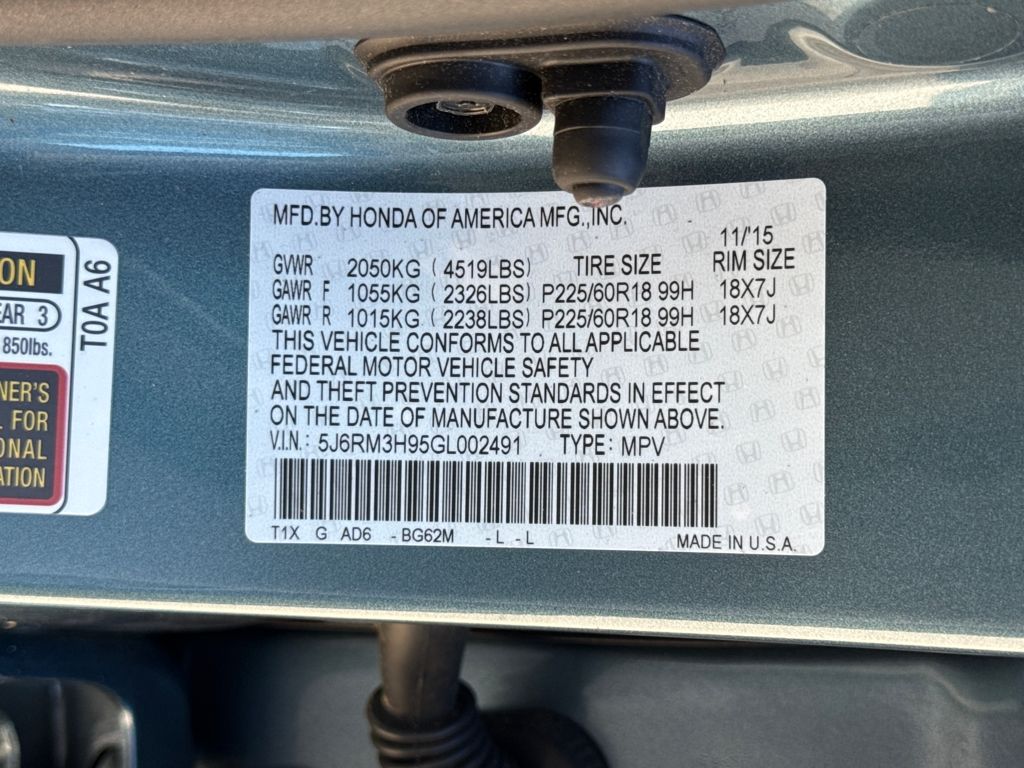 MFD.BY HONDA OF AMERICA MFG.,INC.
11/'15
GVWR 2050KG ( 4519LBS) TIRE SIZE RIM SIZE
GAWR F 1055KG ( 2326LBS) P225/60R18 99H 18X7J
GAWR R 1015KG ( 2238LBS) P225/60R18 99H 18X7J
THIS VEHICLE CONFORMS TO ALL APPLICABLE
FEDERAL MOTOR VEHICLE SAFETY
AND THEFT PREVENTION STANDARDS IN EFFECT
ON THE DATE OF MANUFACTURE SHOWN ABOVE.
V.I.N.: 5J6RM3H95GL002491 TYPE: MPV
T1X G AD6 -BG62M -L -L MADE IN U.S.A.
ON
EAR 3
850lbs.
NER'S
L FOR
ONAL
ATION
T0A A6